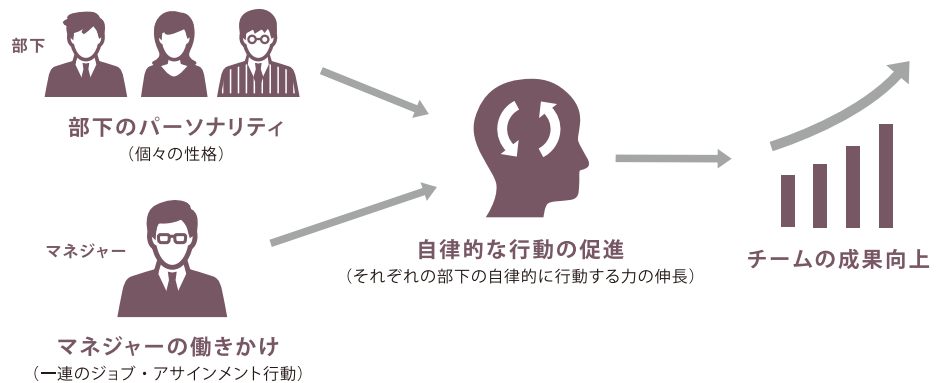 部下
部下のパーソナリティ
（個々の性格）
マネジャー
マネジャーの働きかけ
（一連のジョブ・アサインメント行動）
自律的な行動の促進
（それぞれの部下の自律的に行動する力の伸長）
チームの成果向上